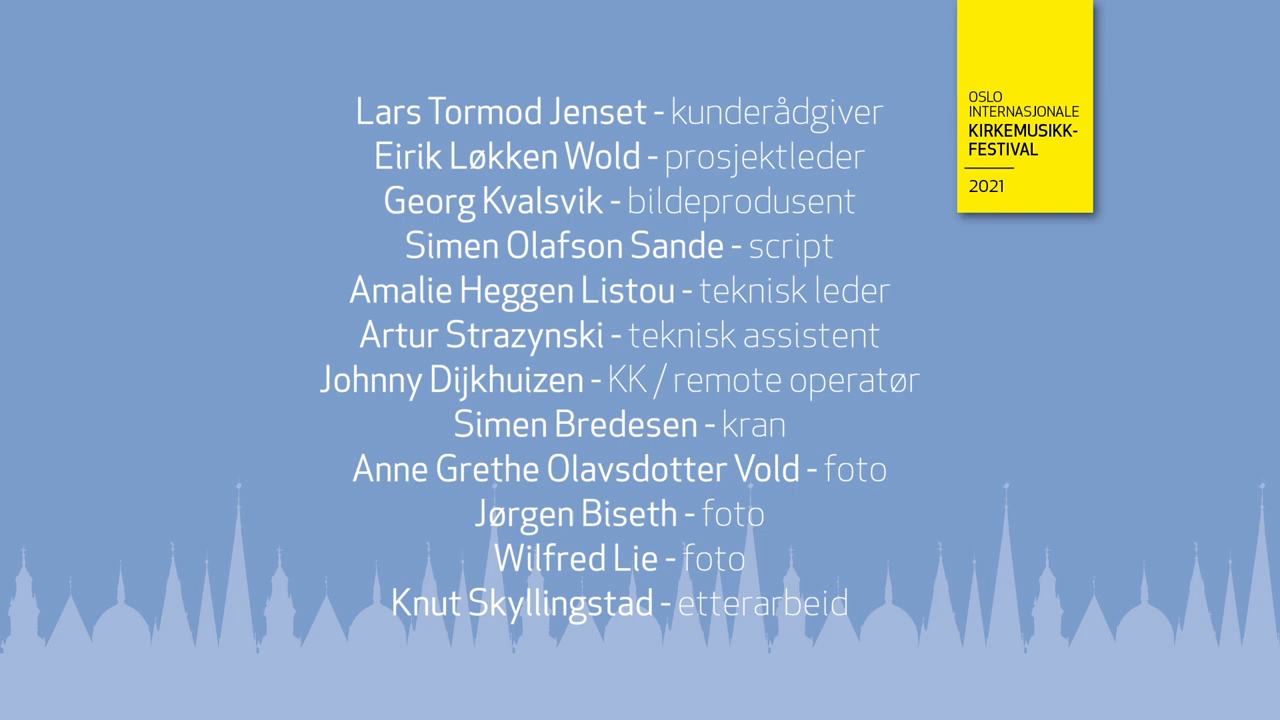 Lars Tormod Jenset - kunderådgiver
Eirik Løkken Wold - prosjektleder
Georg Kvalsvik - bildeprodusent
Simen Olafson Sande - script
Amalie Heggen Listou - teknisk leder
Artur Strazynski - teknisk assistent
Johnny Dijkhuizen - KK / remote operatør
Simen Bredesen - kran
Anne Grethe Olavsdotter Vold - foto
Jørgen Biseth - foto
Wilfred Lie - foto
Knut Skyllingstad - etterarbeid
OSLO
INTERNASJONALE
KIRKEMUSIKK-
FESTIVAL
2021